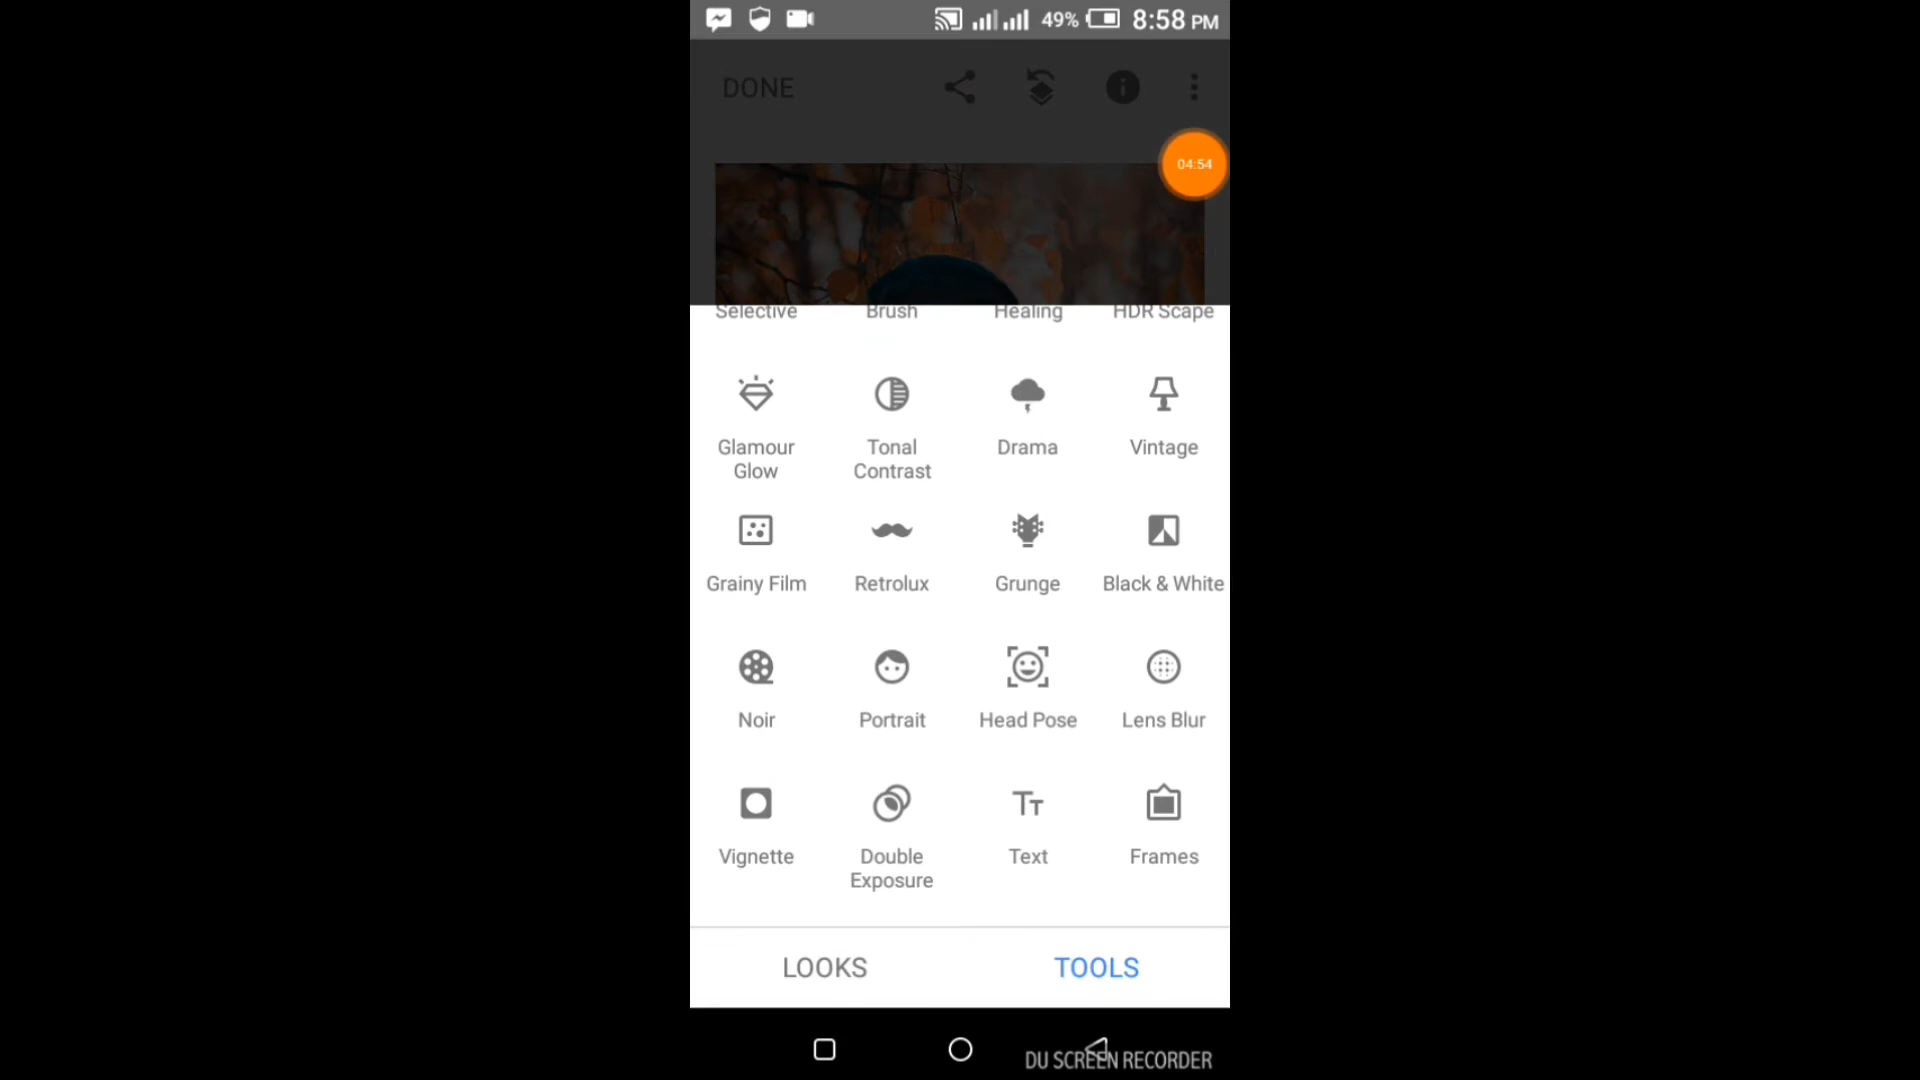 49% 8:58 PM
DONE
04:54
Selective Brush Healing HDR Scape
Glamour Glow
Tonal Contrast
Drama
Vintage
Grainy Film
Retrolux
Grunge
Black & White
Noir
Portrait
Head Pose
Lens Blur
Vignette
Double Exposure
Text
Frames
LOOKS TOOLS
DU SCREEN RECORDER